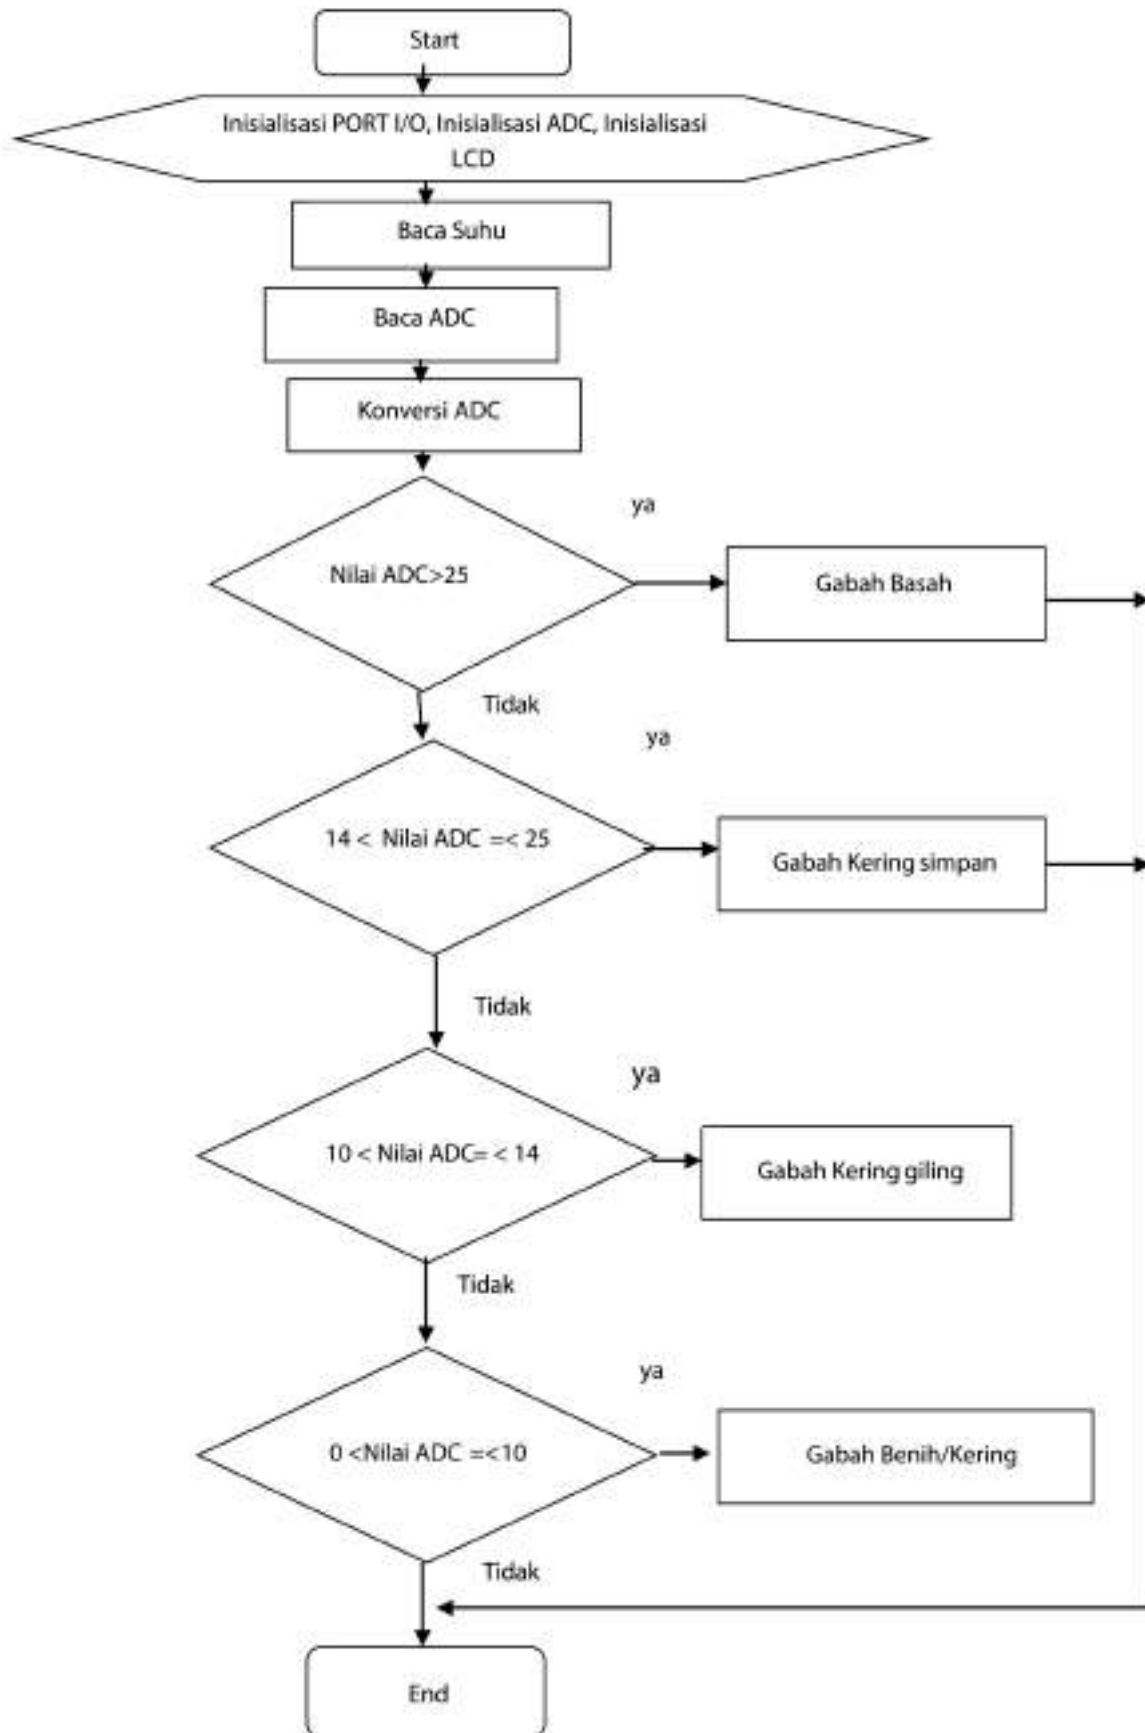 Start
Inisialisasi PORT I/O, Inisialisasi ADC, Inisialisasi
LCD
Baca Suhu
Baca ADC
Konversi ADC
ya
Nilai ADC>25
Gabah Basah
Tidak
ya
14 < Nilai ADC =< 25
Gabah Kering simpan
Tidak
ya
10 < Nilai ADC= < 14
Gabah Kering giling
Tidak
ya
0 <Nilai ADC =<10
Gabah Benih/Kering
Tidak
End